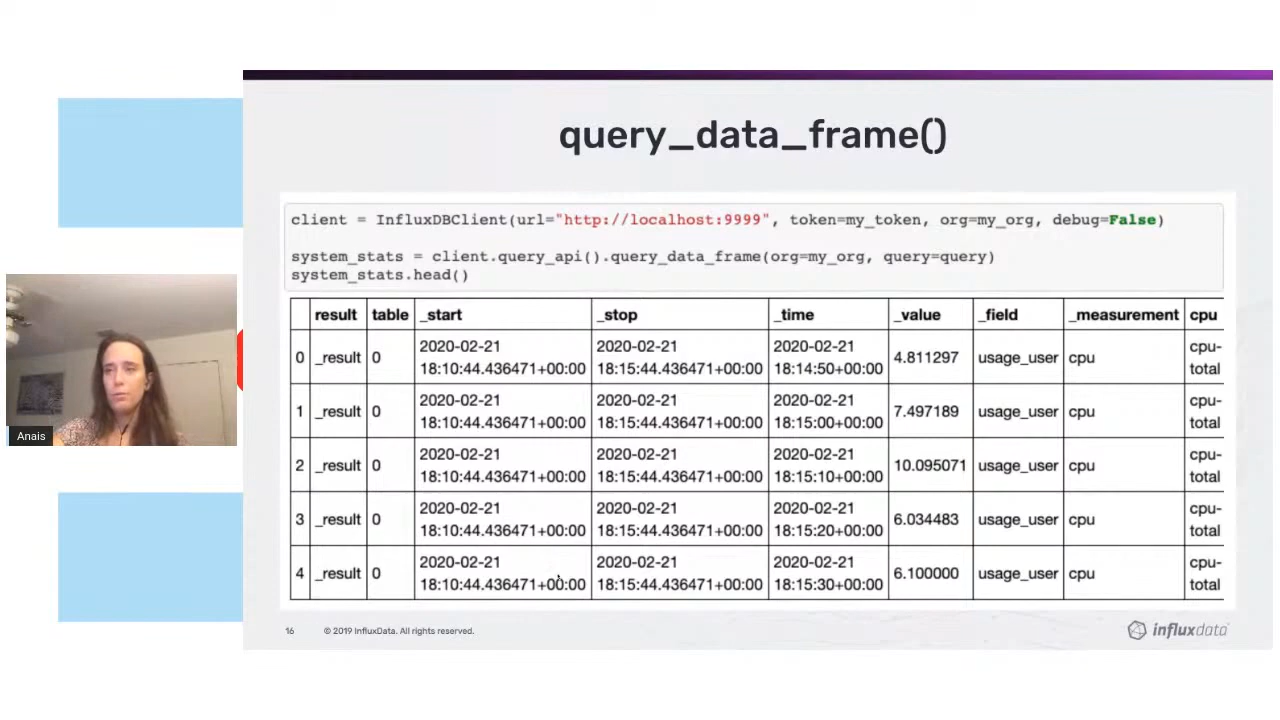 query_data_frame()
client = InfluxDBClient(url="http://localhost:9999", token=my_token, org=my_org, debug=False)
system_stats = client.query_api().query_data_frame(org=my_org, query=query)
system_stats.head()
result table _start _stop _time _value _field _measurement cpu
0 _result 0 2020-02-21 18:10:44.436471+00:00 2020-02-21 18:15:44.436471+00:00 2020-02-21 18:14:50+00:00 4.811297 usage_user cpu cpu-total
1 _result 0 2020-02-21 18:10:44.436471+00:00 2020-02-21 18:15:44.436471+00:00 2020-02-21 18:15:00+00:00 7.497189 usage_user cpu cpu-total
2 _result 0 2020-02-21 18:10:44.436471+00:00 2020-02-21 18:15:44.436471+00:00 2020-02-21 18:15:10+00:00 10.095071 usage_user cpu cpu-total
3 _result 0 2020-02-21 18:10:44.436471+00:00 2020-02-21 18:15:44.436471+00:00 2020-02-21 18:15:20+00:00 6.034483 usage_user cpu cpu-total
4 _result 0 2020-02-21 18:10:44.436471+00:00 2020-02-21 18:15:44.436471+00:00 2020-02-21 18:15:30+00:00 6.100000 usage_user cpu cpu-total
Anais
16 © 2019 InfluxData. All rights reserved.
influxdata